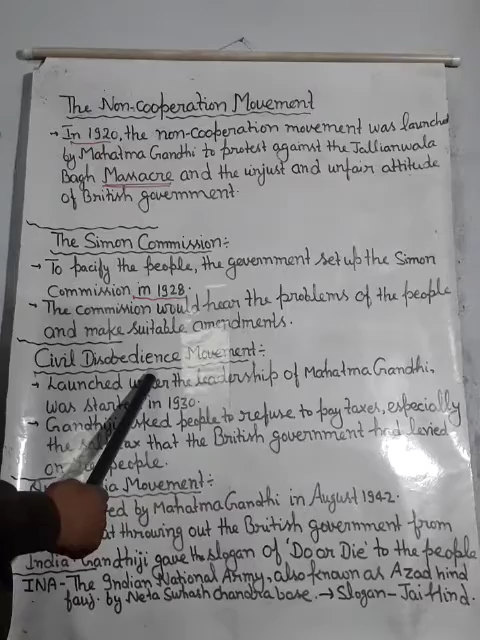 The Non-Cooperation Movement
→ In 1920, the non-cooperation movement was launched
by Mahatma Gandhi to protest against the Jallianwala
Bagh Massacre and the unjust and unfair attitude
of British government.
The Simon Commission:-
→ To pacify the people, the government set up the Simon
Commission in 1928.
→ The commission would hear the problems of the people
and make suitable amendments.
Civil Disobedience Movement:-
→ Launched the leadership of Mahatma Gandhi,
was in 1930.
→ Gandhiji asked people to refuse to pay taxes, especially
the tax that the British government had levied
on people.
Movement:-
by Mahatma Gandhi in August 1942.
at throwing out the British government from
India Gandhiji gave the slogan of 'Do or Die' to the people
INA- The Indian National Army, also known as Azad hind
fauj. by Neta Subash Chandra bose. → Slogan - Jai Hind.